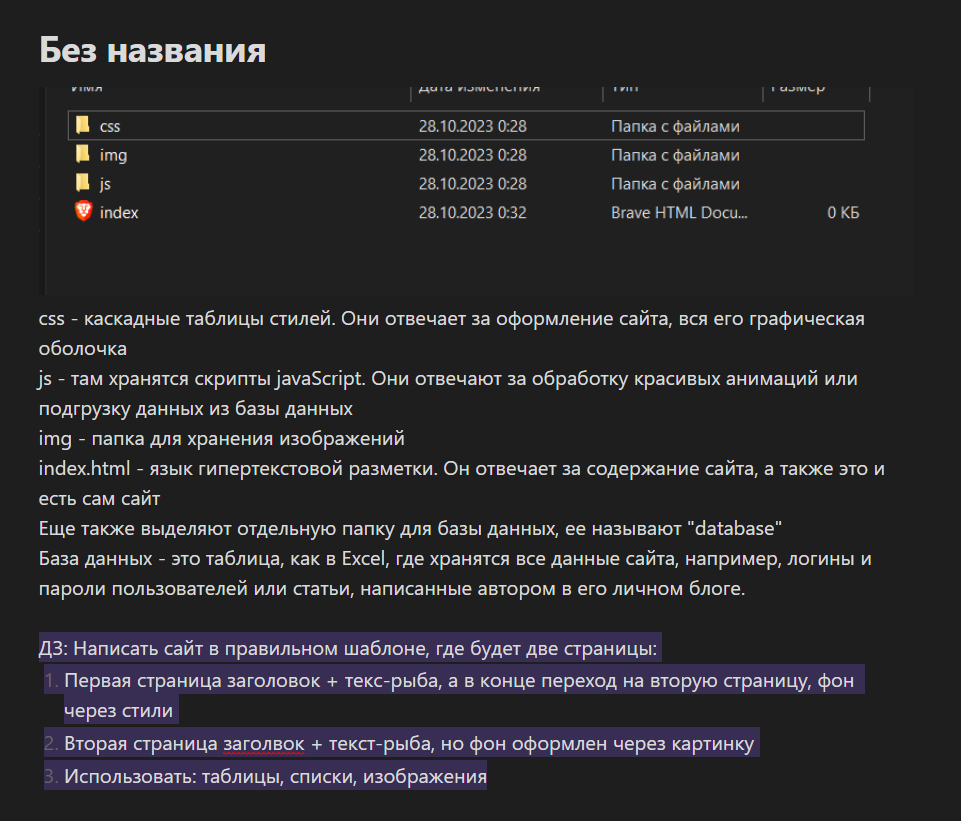 Без названия
Имя Дата изменения Тип Размер
css 28.10.2023 0:28 Папка с файлами
img 28.10.2023 0:28 Папка с файлами
js 28.10.2023 0:28 Папка с файлами
index 28.10.2023 0:32 Brave HTML Docu... 0 КБ
css - каскадные таблицы стилей. Они отвечает за оформление сайта, вся его графическая
оболочка
js - там хранятся скрипты javaScript. Они отвечают за обработку красивых анимаций или
подгрузку данных из базы данных
img - папка для хранения изображений
index.html - язык гипертекстовой разметки. Он отвечает за содержание сайта, а также это и
есть сам сайт
Еще также выделяют отдельную папку для базы данных, ее называют "database"
База данных - это таблица, как в Excel, где хранятся все данные сайта, например, логины и
пароли пользователей или статьи, написанные автором в его личном блоге.
ДЗ: Написать сайт в правильном шаблоне, где будет две страницы:
1. Первая страница заголовок + текс-рыба, а в конце переход на вторую страницу, фон
через стили
2. Вторая страница заголвок + текст-рыба, но фон оформлен через картинку
3. Использовать: таблицы, списки, изображения